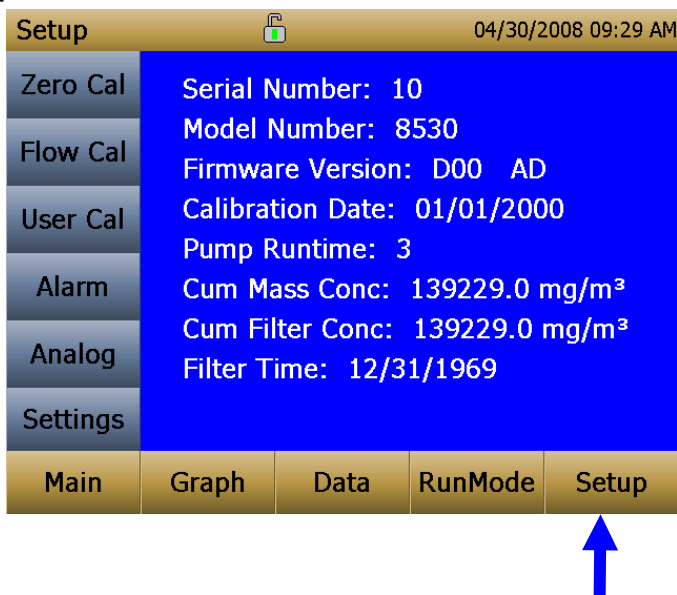 Setup 04/30/2008 09:29 AM
Zero Cal
Flow Cal
User Cal
Alarm
Analog
Settings
Serial Number: 10
Model Number: 8530
Firmware Version: D00 AD
Calibration Date: 01/01/2000
Pump Runtime: 3
Cum Mass Conc: 139229.0 mg/m³
Cum Filter Conc: 139229.0 mg/m³
Filter Time: 12/31/1969
Main Graph Data RunMode Setup